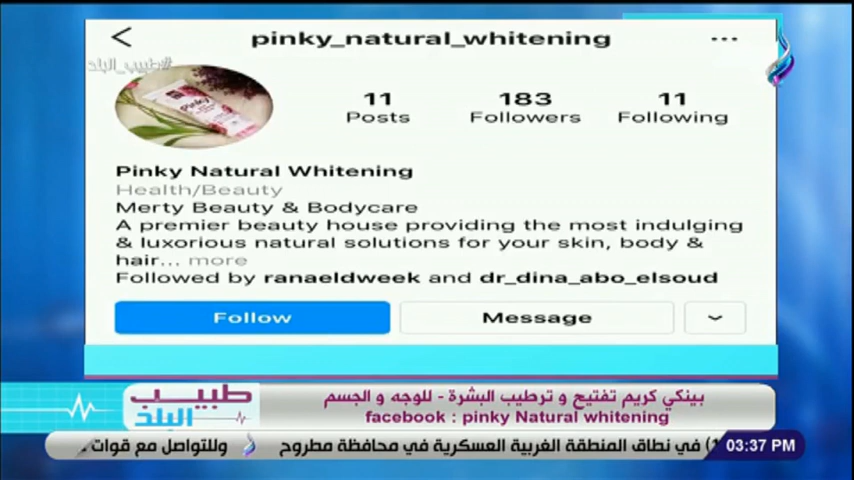 pinky_natural_whitening
#طبيب_البلد
Pinky
11
Posts
183
Followers
11
Following
Pinky Natural Whitening
Health/Beauty
Merty Beauty & Bodycare
A premier beauty house providing the most indulging
& luxorious natural solutions for your skin, body &
hair... more
Followed by ranaeldweek and dr_dina_abo_elsoud
Follow
Message
بينكي كريم تفتيح و ترطيب البشرة - للوجه و الجسم
facebook : pinky Natural whitening
طبيب
البلد
1) في نطاق المنطقة الغربية العسكرية في محافظة مطروح
وللتواصل مع قوات
03:37 PM